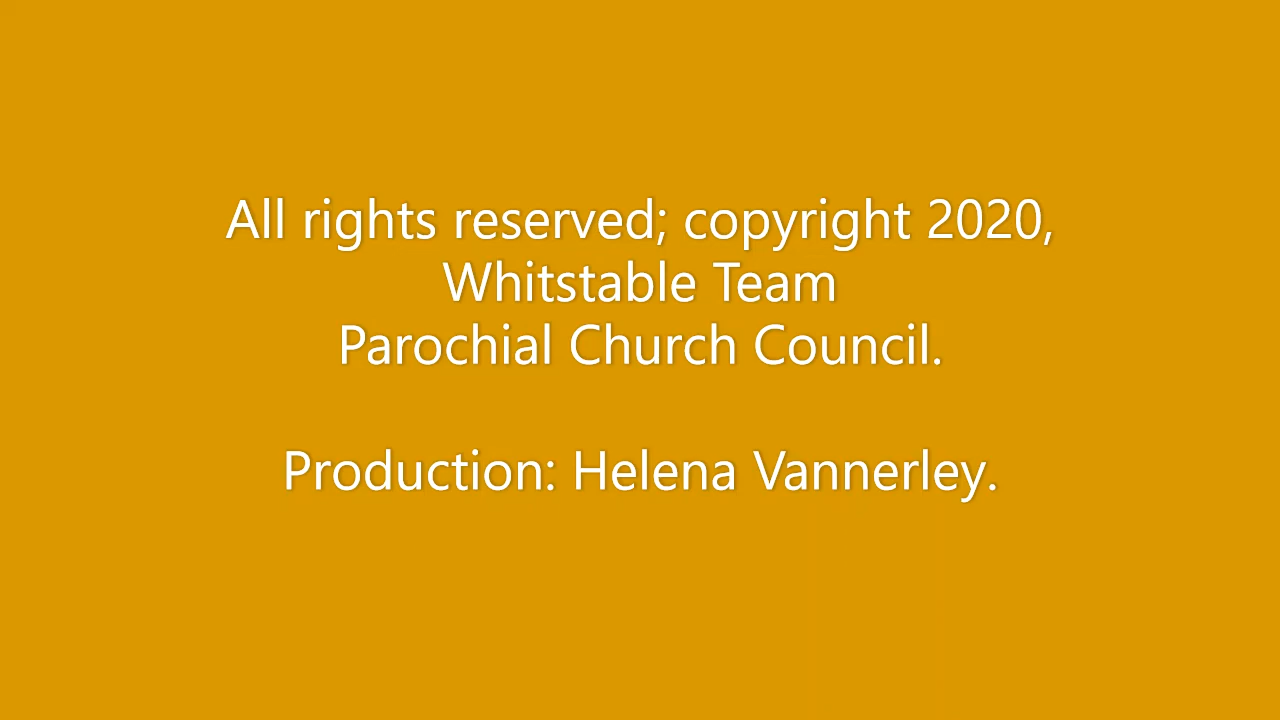 All rights reserved; copyright 2020,
Whitstable Team
Parochial Church Council.
Production: Helena Vannerley.